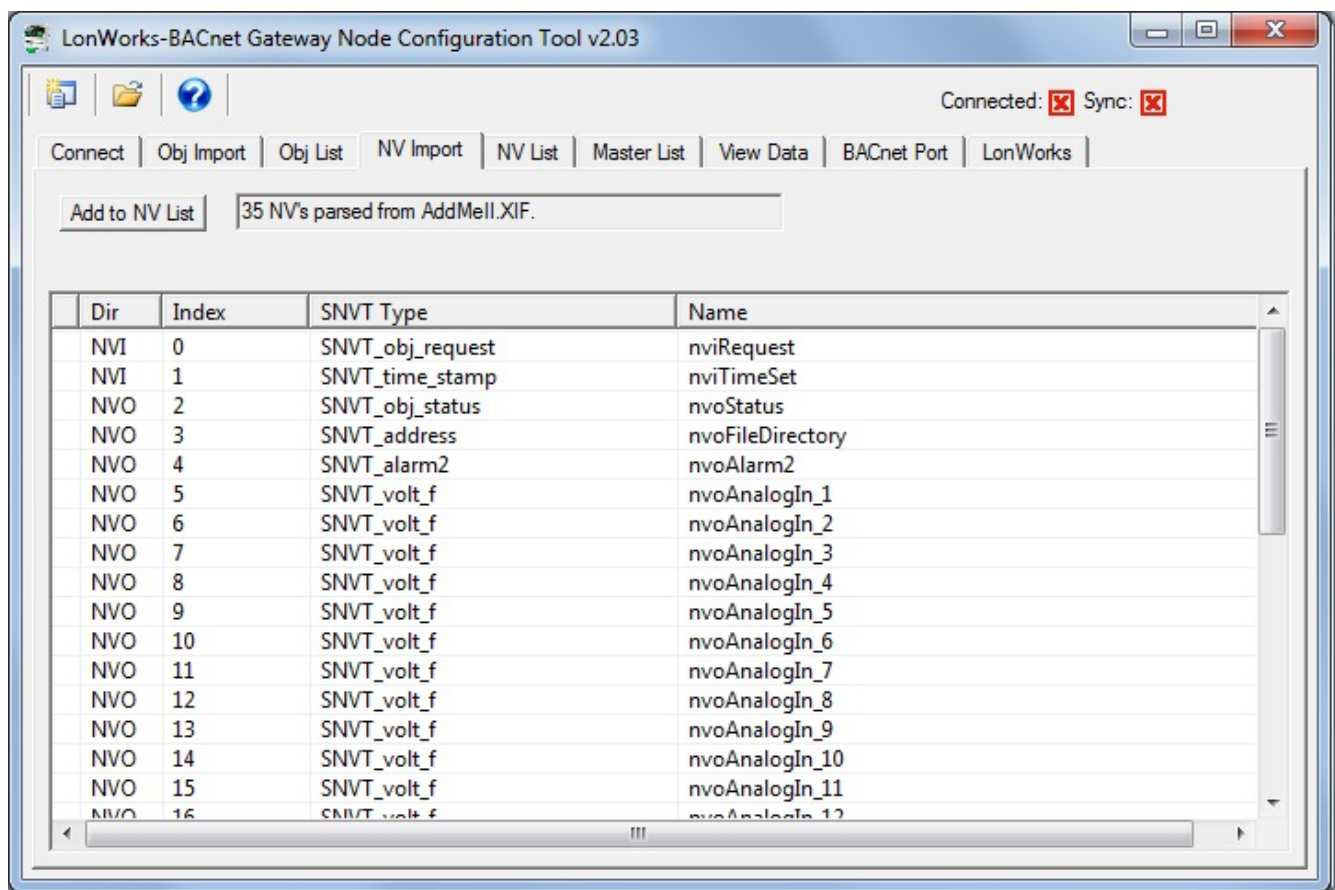 LonWorks-BACnet Gateway Node Configuration Tool v2.03
Connected: Sync:
Connect Obj Import Obj List NV Import NV List Master List View Data BACnet Port LonWorks
Add to NV List 35 NV's parsed from AddMeII.XIF.
Dir Index SNVT Type Name
NVI 0 SNVT_obj_request nviRequest
NVI 1 SNVT_time_stamp nviTimeSet
NVO 2 SNVT_obj_status nvoStatus
NVO 3 SNVT_address nvoFileDirectory
NVO 4 SNVT_alarm2 nvoAlarm2
NVO 5 SNVT_volt_f nvoAnalogIn_1
NVO 6 SNVT_volt_f nvoAnalogIn_2
NVO 7 SNVT_volt_f nvoAnalogIn_3
NVO 8 SNVT_volt_f nvoAnalogIn_4
NVO 9 SNVT_volt_f nvoAnalogIn_5
NVO 10 SNVT_volt_f nvoAnalogIn_6
NVO 11 SNVT_volt_f nvoAnalogIn_7
NVO 12 SNVT_volt_f nvoAnalogIn_8
NVO 13 SNVT_volt_f nvoAnalogIn_9
NVO 14 SNVT_volt_f nvoAnalogIn_10
NVO 15 SNVT_volt_f nvoAnalogIn_11
NVO 16 SNVT_volt_f nvoAnalogIn_12